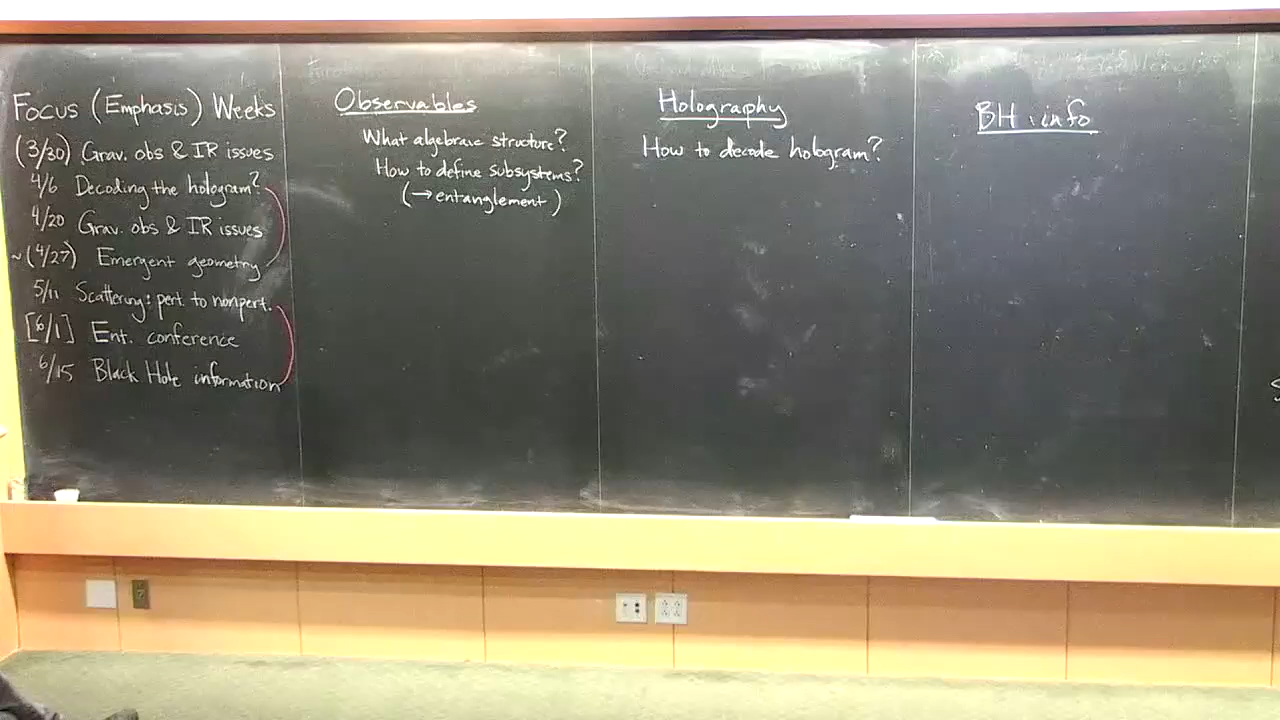 Focus (Emphasis) Weeks
(3/30) Grav. obs & IR issues
4/6 Decoding the hologram?
4/20 Grav. obs & IR issues
~(4/27) Emergent geometry
5/11 Scattering: pert. to nonpert.
[6/1] Ent. conference
6/15 Black Hole information
Observables
What algebraic structure?
How to define subsystems?
(→entanglement)
Holography
How to decode hologram?
BH info